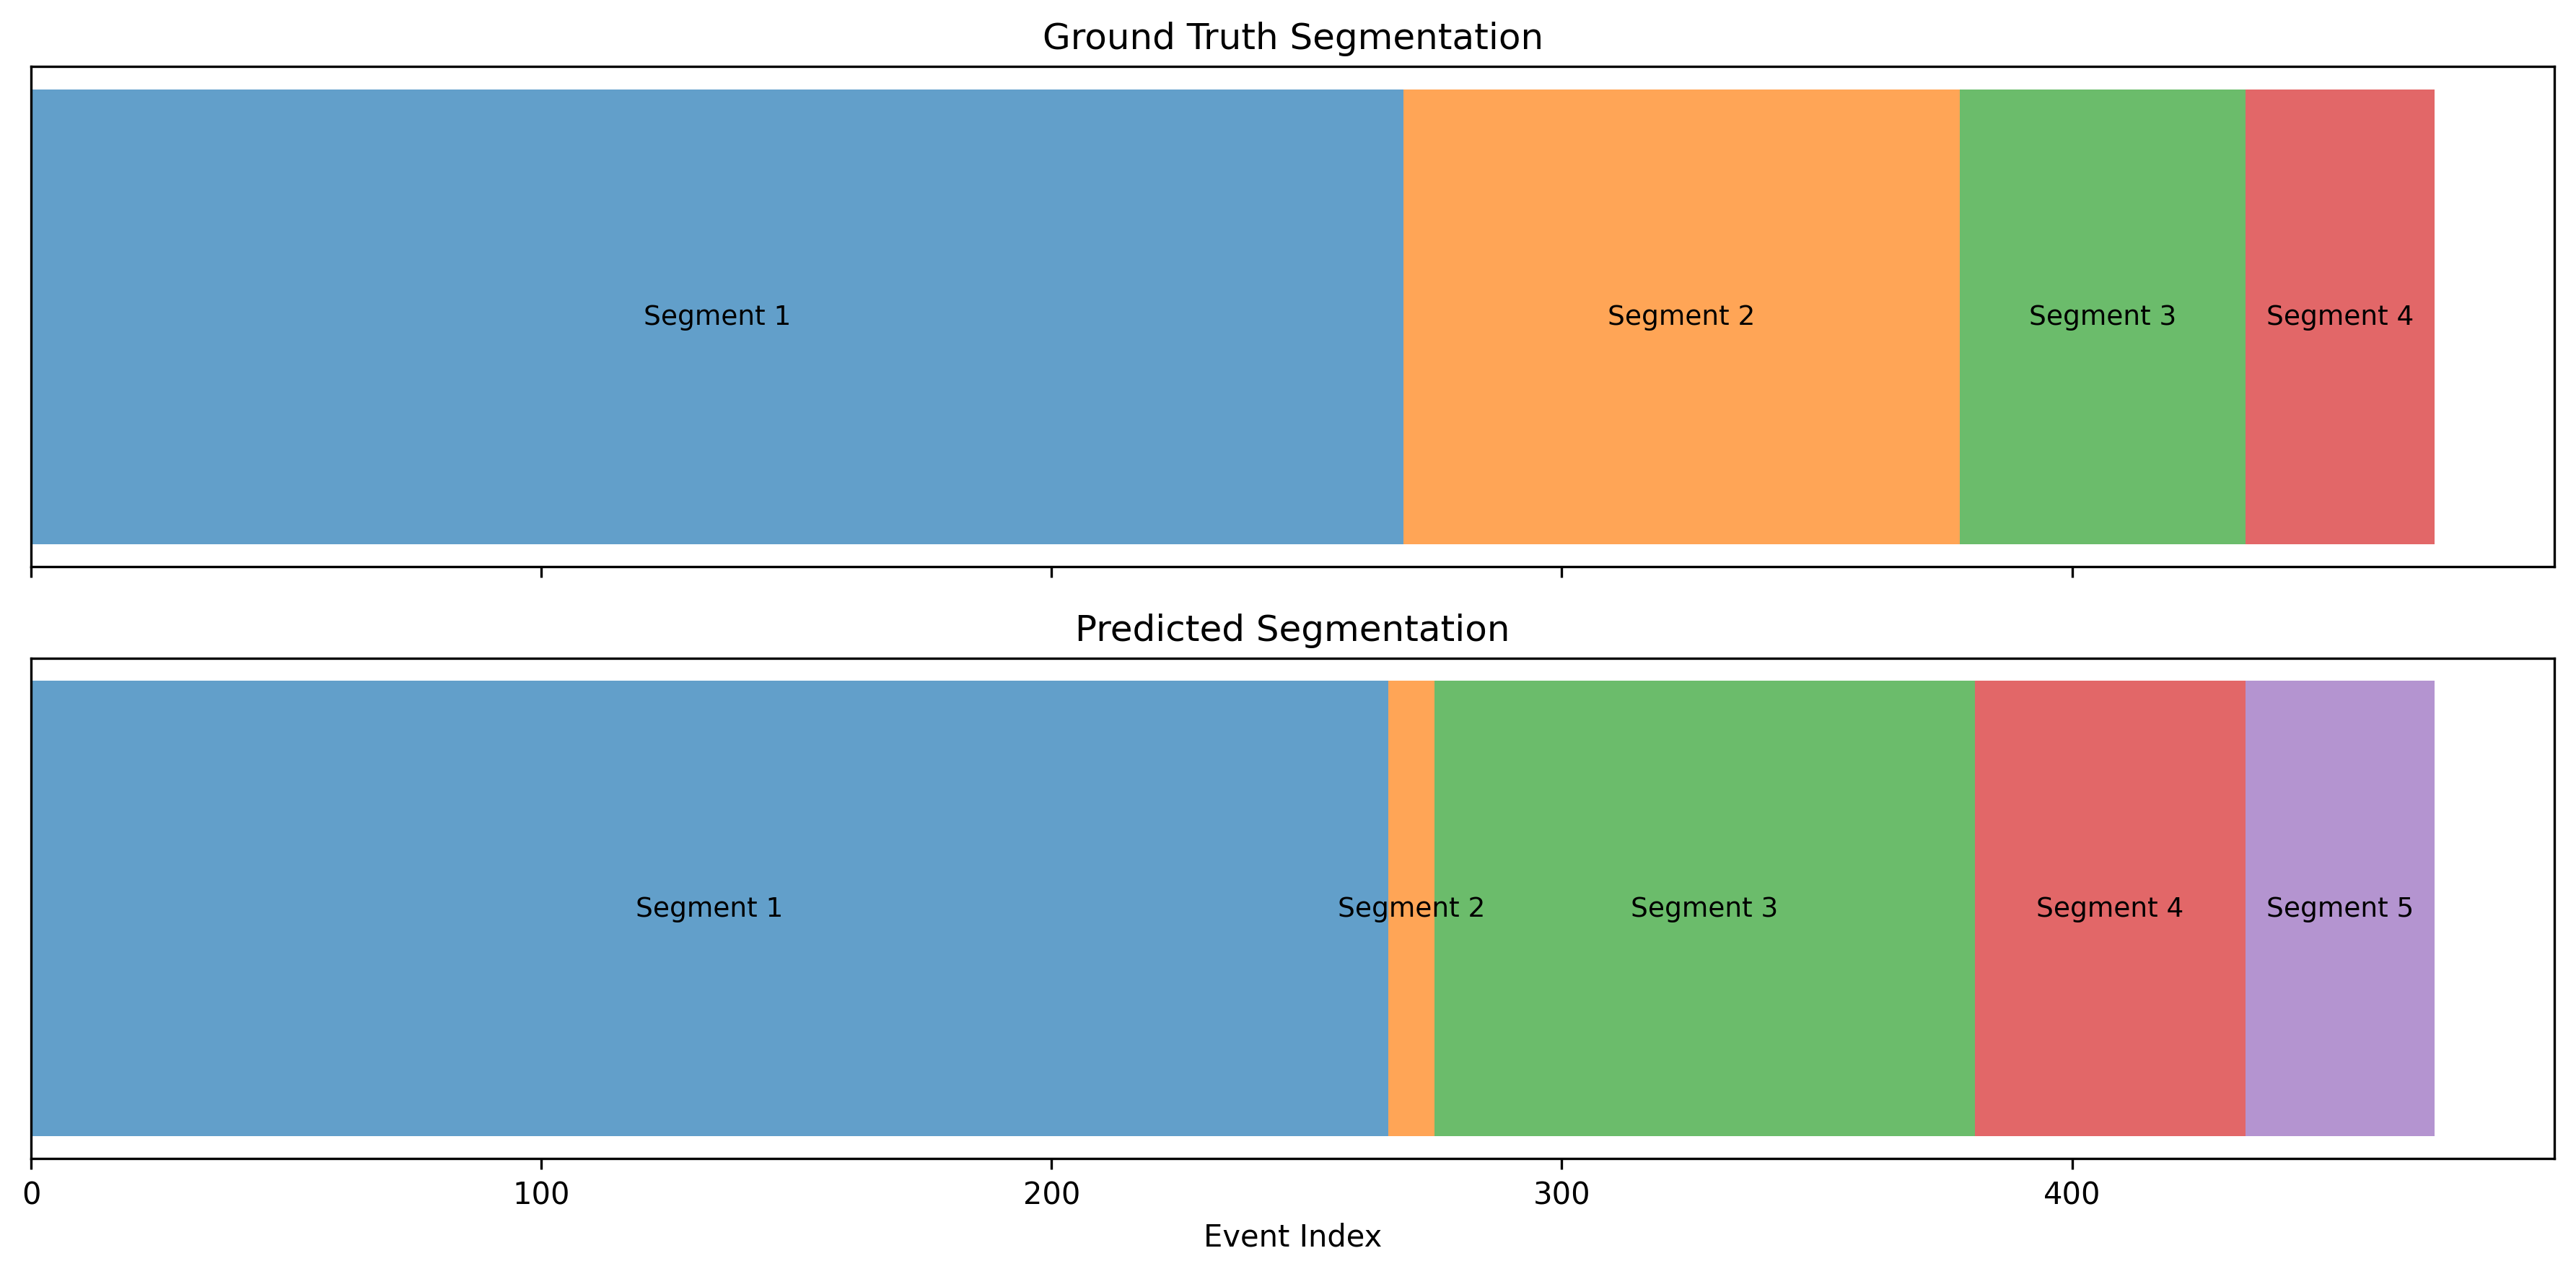 Ground Truth Segmentation
Segment 1 Segment 2 Segment 3 Segment 4
Predicted Segmentation
Segment 1 Segment 2 Segment 3 Segment 4 Segment 5
0 100 200 300 400
Event Index